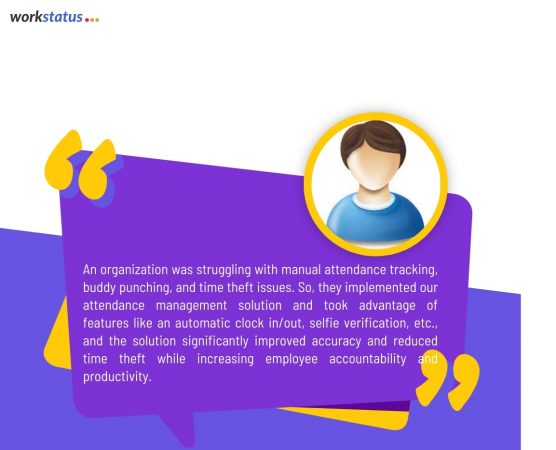 workstatus
An organization was struggling with manual attendance tracking,
buddy punching, and time theft issues. So, they implemented our
attendance management solution and took advantage of
features like an automatic clock in/out, selfie verification, etc.,
and the solution significantly improved accuracy and reduced
time theft while increasing employee accountability and
productivity.